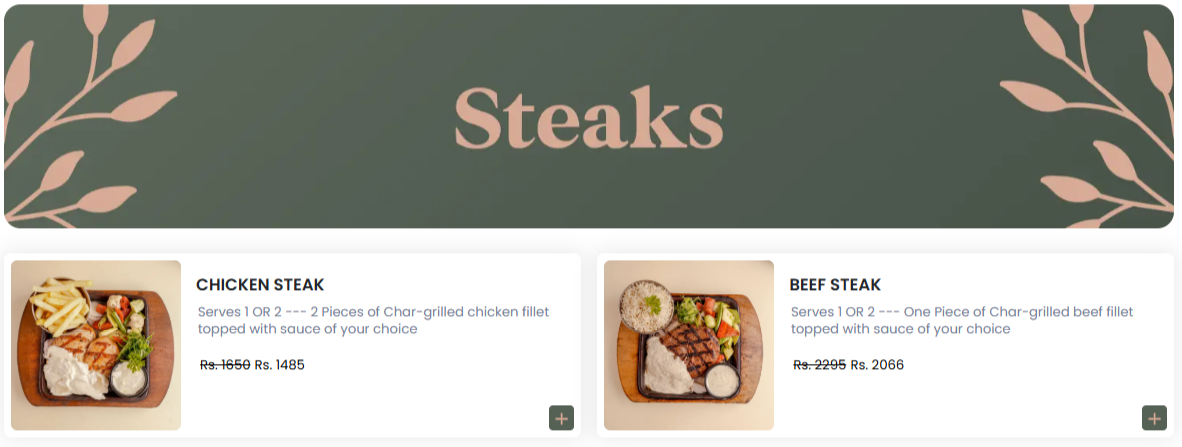 Steaks
CHICKEN STEAK
Serves 1 OR 2 --- 2 Pieces of Char-grilled chicken fillet
topped with sauce of your choice
Rs. 1650 Rs. 1485
BEEF STEAK
Serves 1 OR 2 --- One Piece of Char-grilled beef fillet
topped with sauce of your choice
Rs. 2295 Rs. 2066